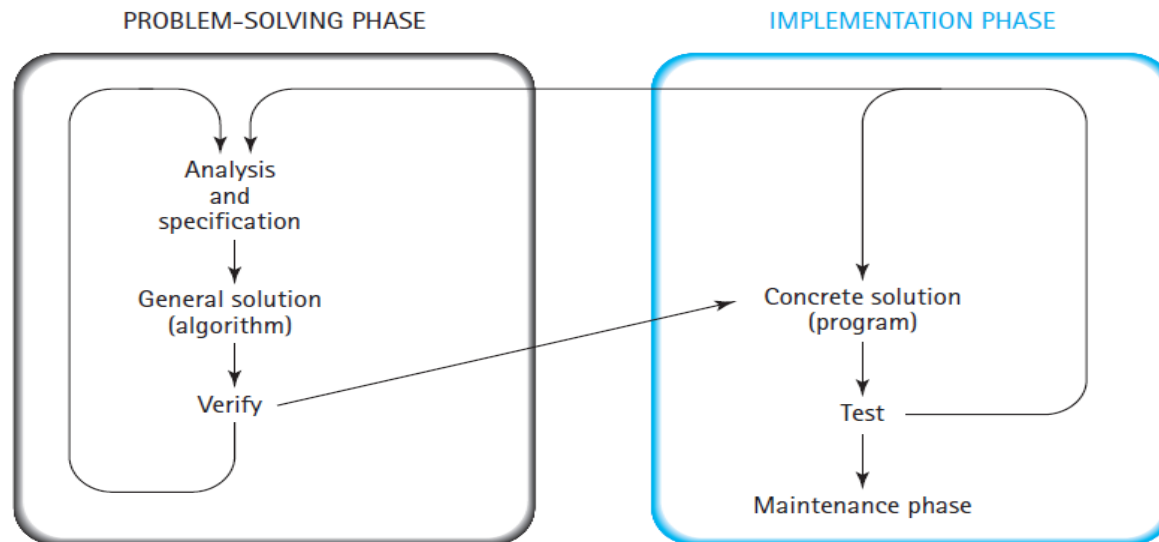 PROBLEM-SOLVING PHASE
IMPLEMENTATION PHASE
Analysis
and
specification
General solution
(algorithm)
Verify
Concrete solution
(program)
Test
Maintenance phase